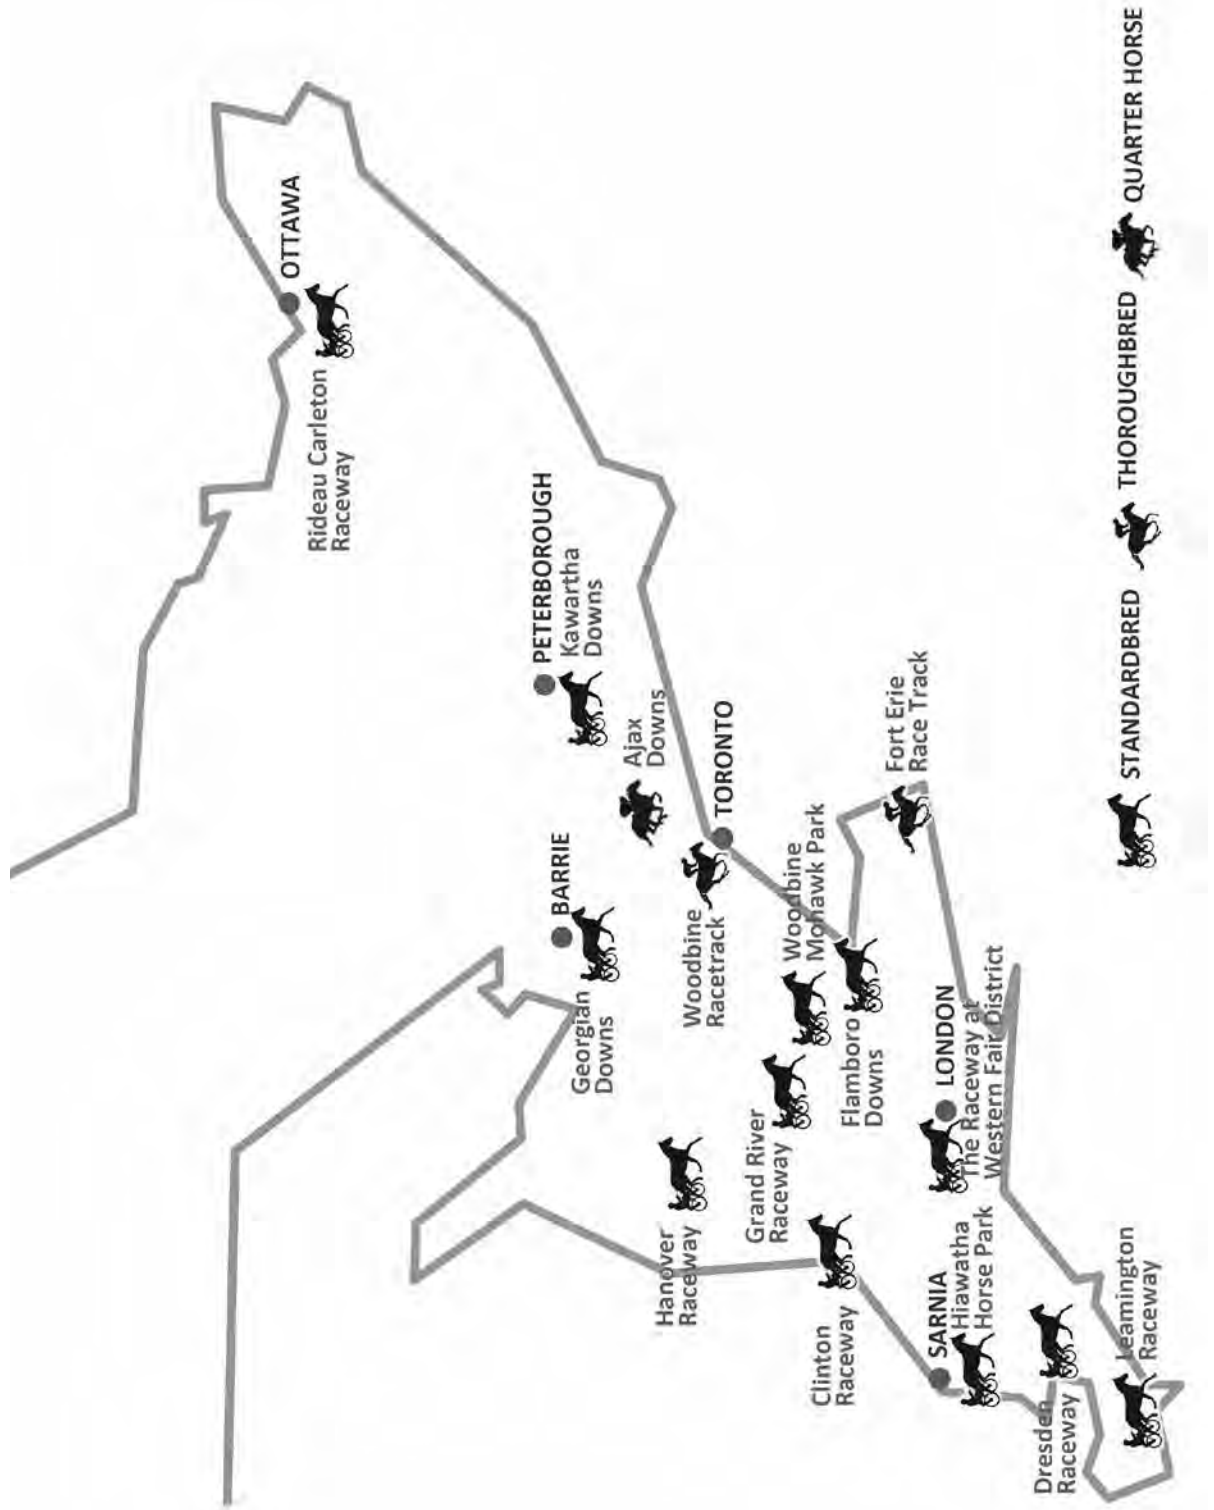 OTTAWA
Rideau Carleton
Raceway
PETERBOROUGH
Kawartha
Downs
Ajax
Downs
BARRIE
Georgian
Downs
TORONTO
Woodbine
Racetrack
Woodbine
Mohawk Park
Fort Erie
Race Track
Flamboro
Downs
Grand River
Raceway
Hanover
Raceway
Clinton
Raceway
LONDON
The Raceway at
Western Fair District
SARNIA
Hiawatha
Horse Park
Dresden
Raceway
Leamington
Raceway
STANDARDBRED
THOROUGHBRED
QUARTER HORSE